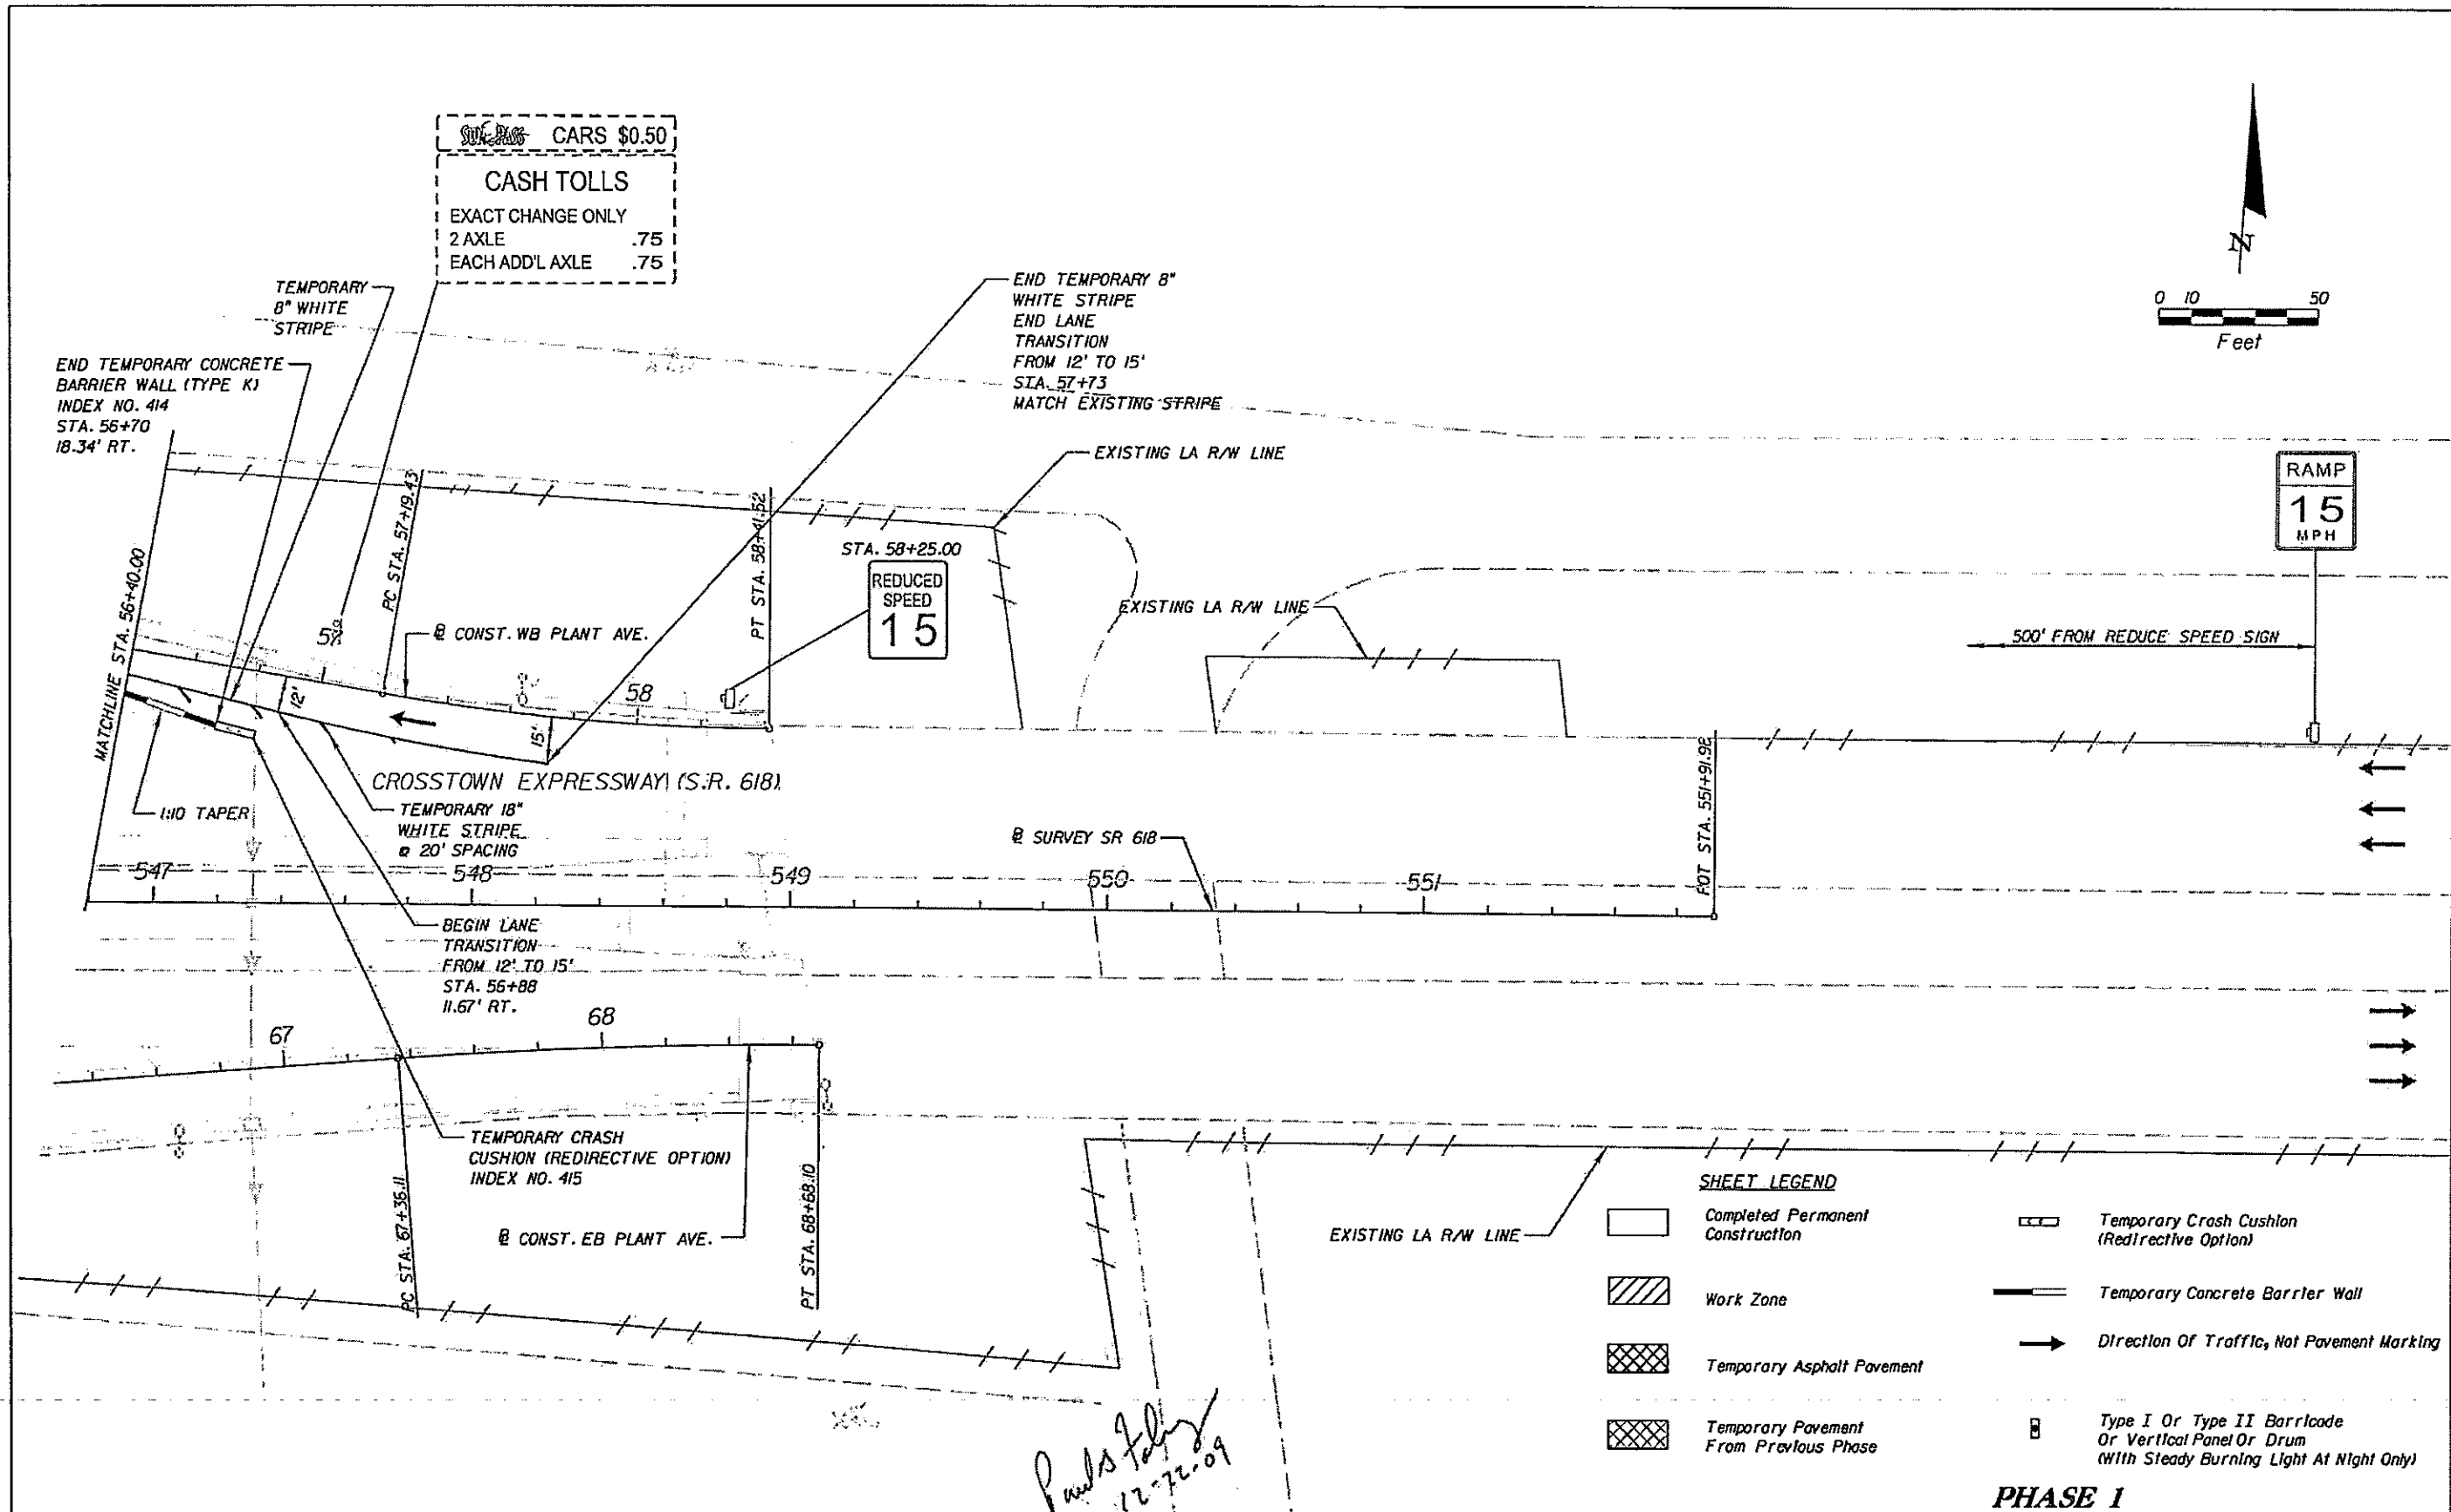 SUNPASS CARS $0.50
CASH TOLLS
EXACT CHANGE ONLY
2 AXLE .75
EACH ADD'L AXLE .75
TEMPORARY
8" WHITE
STRIPE
END TEMPORARY CONCRETE
BARRIER WALL (TYPE K)
INDEX NO. 414
STA. 56+70
18.34' RT.
END TEMPORARY 8"
WHITE STRIPE
END LANE
TRANSITION
FROM 12' TO 15'
STA. 57+73
MATCH EXISTING STRIPE
N
0 10 50
Feet
EXISTING LA R/W LINE
RAMP
15
MPH
MATCHLINE STA. 56+40.00
PC STA. 57+19.43
PT STA. 58+41.52
STA. 58+25.00
REDUCED
SPEED
15
EXISTING LA R/W LINE
500' FROM REDUCE SPEED SIGN
℄ CONST. WB PLANT AVE.
58
12'
15'
CROSSTOWN EXPRESSWAY (S.R. 618)
1:10 TAPER
TEMPORARY 18"
WHITE STRIPE
@ 20' SPACING
℄ SURVEY SR 618
POT STA. 551+91.98
547 548 549 550 551
BEGIN LANE
TRANSITION
FROM 12' TO 15'
STA. 56+88
11.67' RT.
67 68
TEMPORARY CRASH
CUSHION (REDIRECTIVE OPTION)
INDEX NO. 415
PC STA. 67+36.11
℄ CONST. EB PLANT AVE.
PT STA. 68+68.10
EXISTING LA R/W LINE
SHEET LEGEND
Completed Permanent
Construction
Work Zone
Temporary Asphalt Pavement
Temporary Pavement
From Previous Phase
Temporary Crash Cushion
(Redirective Option)
Temporary Concrete Barrier Wall
Direction Of Traffic, Not Pavement Marking
Type I Or Type II Barricade
Or Vertical Panel Or Drum
(With Steady Burning Light At Night Only)
PHASE 1